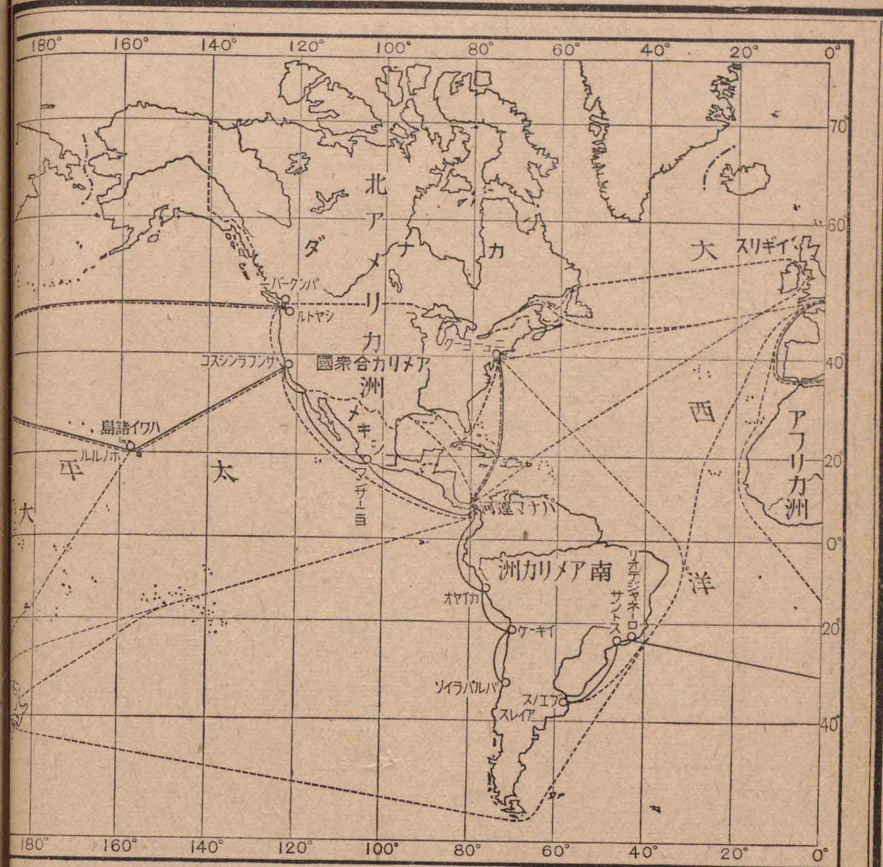 180° 160° 140° 120° 100° 80° 60° 40° 20° 0°
70°
60°
40°
20°
0°
20°
40°
北アメリカ洲
カナダ
大西洋
イギリス
バンクーバー
シヤトル
ニューヨーク
サンフランシスコ
アメリカ合衆國
メキ
ハワイ諸島
ホノルル
マンザーヨ
太平
大
パナマ運河
アフリカ洲
南アメリカ洲
リオデジャネーロ
サントス
カイヤオ
イキーケ
バルパライソ
ブエノス
アイレス
180° 160° 140° 120° 100° 80° 60° 40° 20° 0°